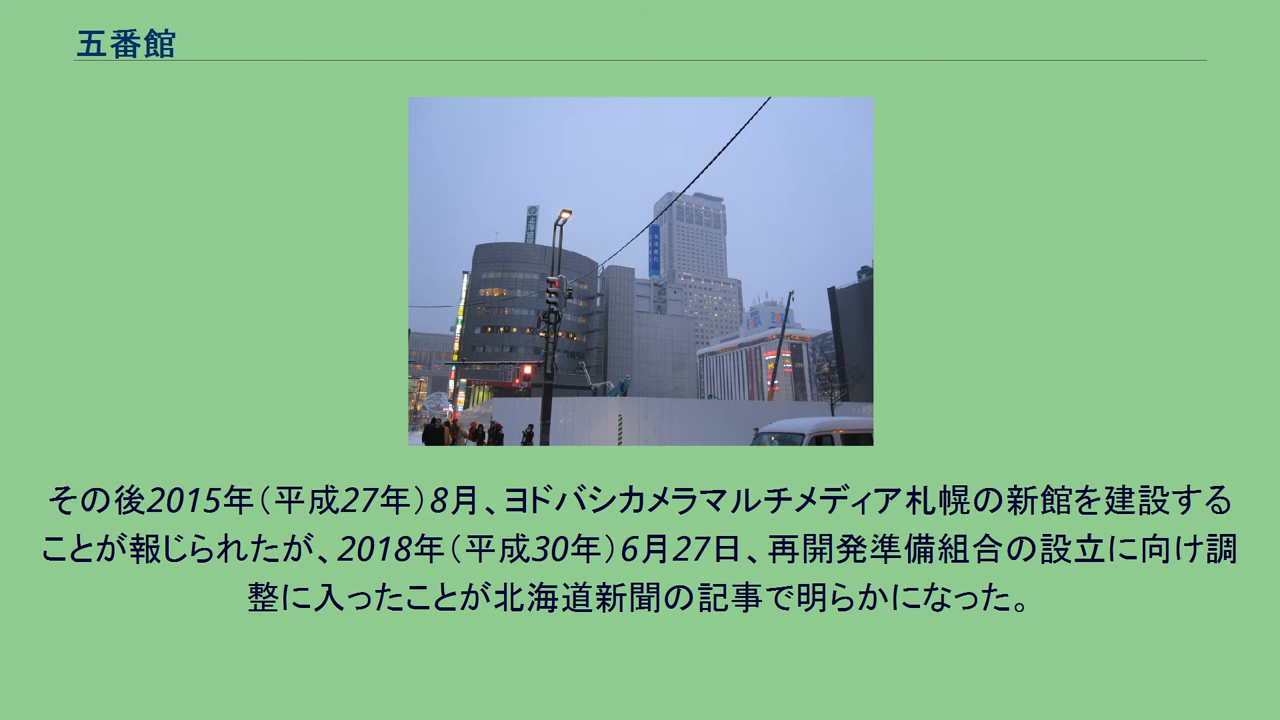 五番館
その後2015年（平成27年）8月、ヨドバシカメラマルチメディア札幌の新館を建設する
ことが報じられたが、2018年（平成30年）6月27日、再開発準備組合の設立に向け調
整に入ったことが北海道新聞の記事で明らかになった。